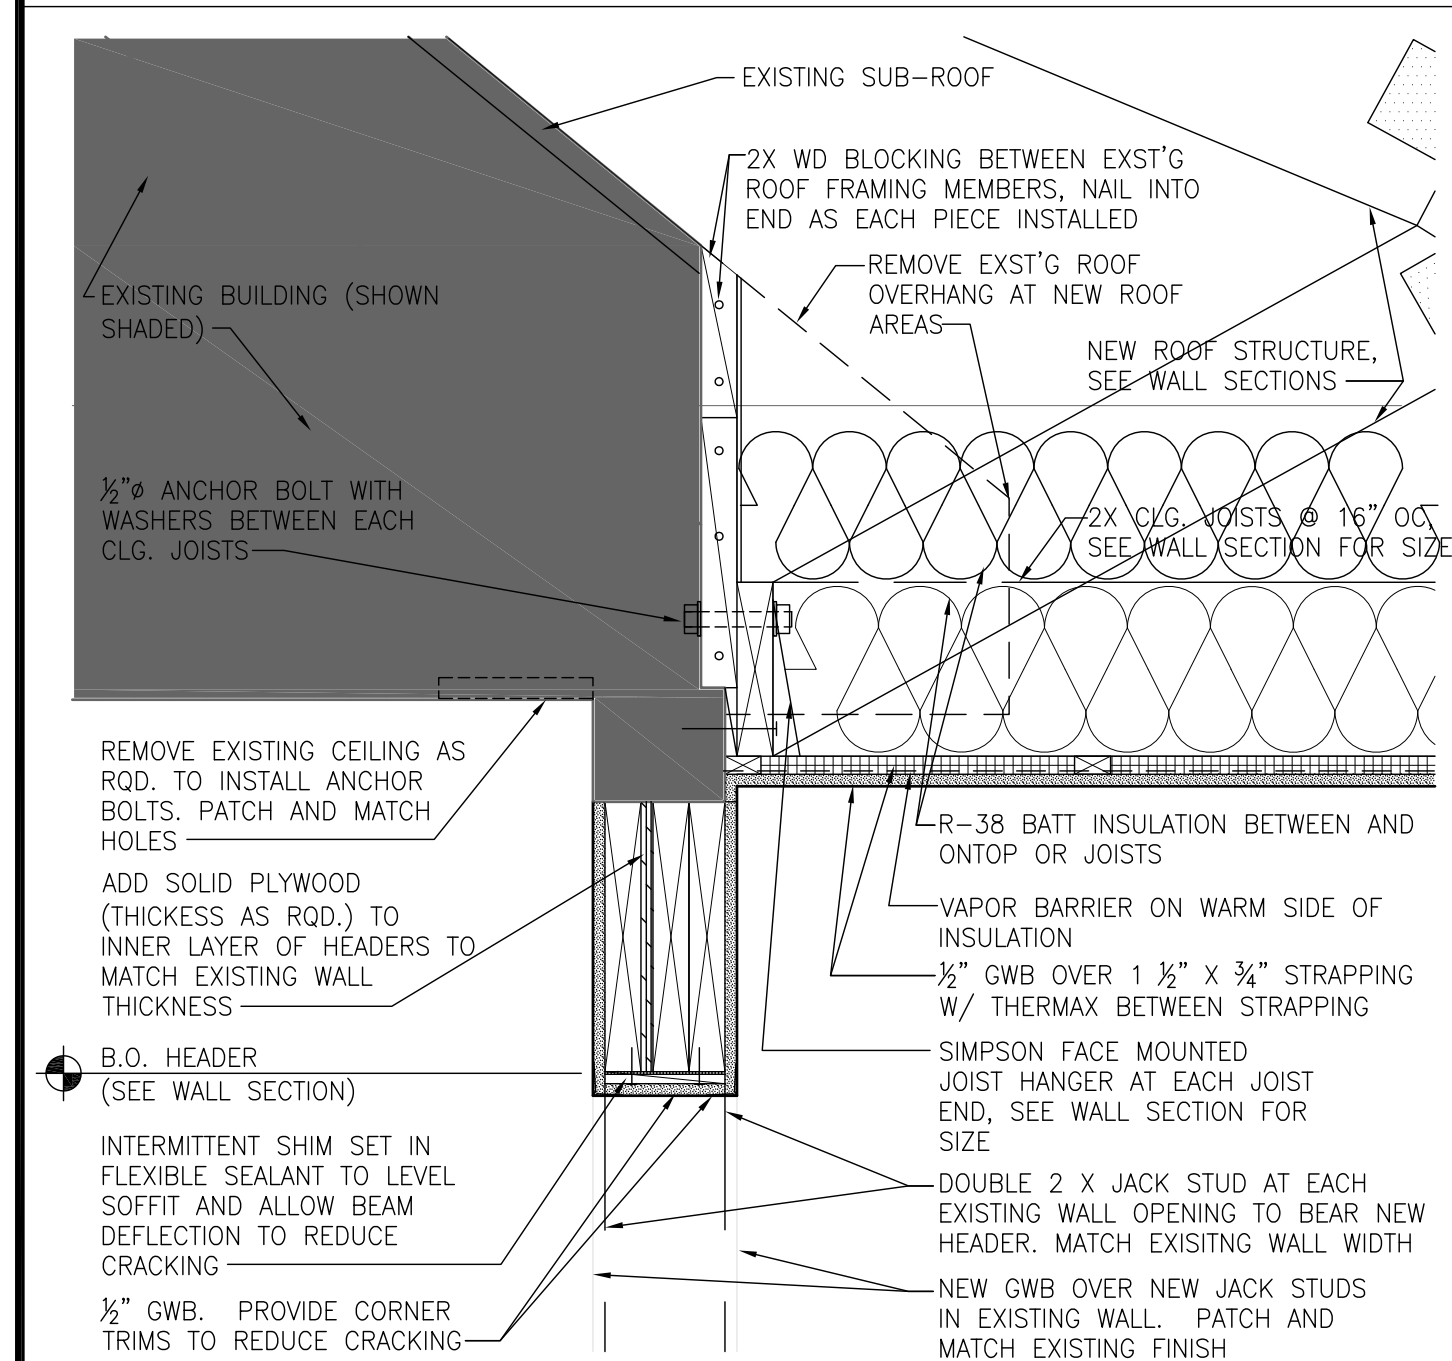 EXISTING SUB-ROOF
2X WD BLOCKING BETWEEN EXST'G
ROOF FRAMING MEMBERS, NAIL INTO
END AS EACH PIECE INSTALLED
REMOVE EXST'G ROOF
OVERHANG AT NEW ROOF
AREAS
EXISTING BUILDING (SHOWN
SHADED)
NEW ROOF STRUCTURE,
SEE WALL SECTIONS
½"ø ANCHOR BOLT WITH
WASHERS BETWEEN EACH
CLG. JOISTS
2X CLG. JOISTS @ 16" OC,
SEE WALL SECTION FOR SIZE
REMOVE EXISTING CEILING AS
RQD. TO INSTALL ANCHOR
BOLTS. PATCH AND MATCH
HOLES
ADD SOLID PLYWOOD
(THICKESS AS RQD.) TO
INNER LAYER OF HEADERS TO
MATCH EXISTING WALL
THICKNESS
B.O. HEADER
(SEE WALL SECTION)
INTERMITTENT SHIM SET IN
FLEXIBLE SEALANT TO LEVEL
SOFFIT AND ALLOW BEAM
DEFLECTION TO REDUCE
CRACKING
½" GWB. PROVIDE CORNER
TRIMS TO REDUCE CRACKING
R-38 BATT INSULATION BETWEEN AND
ONTOP OR JOISTS
VAPOR BARRIER ON WARM SIDE OF
INSULATION
½" GWB OVER 1 ½" X ¾" STRAPPING
W/ THERMAX BETWEEN STRAPPING
SIMPSON FACE MOUNTED
JOIST HANGER AT EACH JOIST
END, SEE WALL SECTION FOR
SIZE
DOUBLE 2 X JACK STUD AT EACH
EXISTING WALL OPENING TO BEAR NEW
HEADER. MATCH EXISITNG WALL WIDTH
NEW GWB OVER NEW JACK STUDS
IN EXISTING WALL. PATCH AND
MATCH EXISTING FINISH